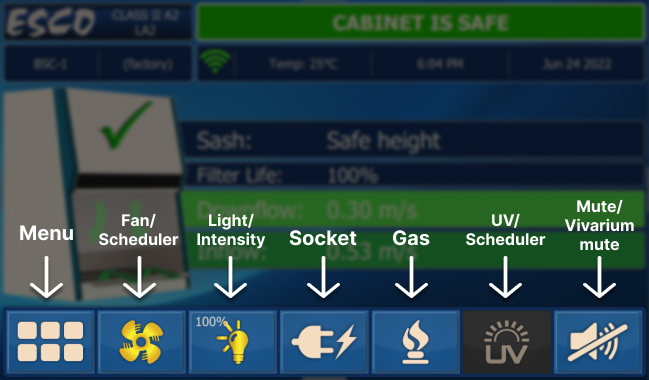 ESCO
CLASS II A2
LA2
CABINET IS SAFE
BSC-1
(factory)
Temp: 25°C
6:04 PM
Jun 24 2022
Sash: Safe height
Filter Life: 100%
Downflow: 0.30 m/s
Inflow: 0.53 m/s
Menu
Fan/
Scheduler
Light/
Intensity
Socket
Gas
UV/
Scheduler
Mute/
Vivarium
mute
100%
UV